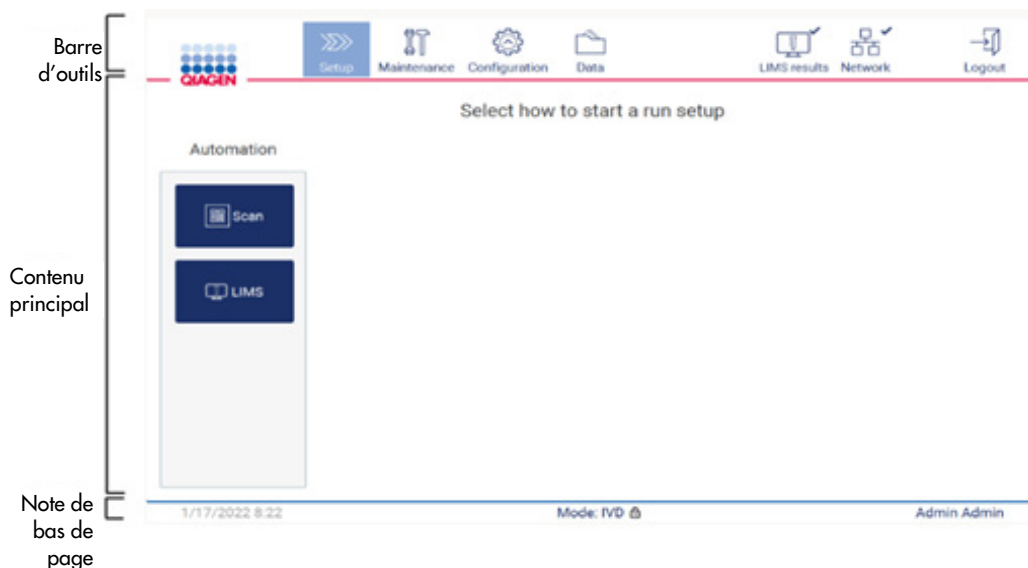 Barre
d'outils
QIAGEN
Setup
Maintenance
Configuration
Data
LIMS results
Network
Logout
Select how to start a run setup
Automation
Scan
LIMS
Contenu
principal
Note de
bas de
page
1/17/2022 8:22
Mode: IVD
Admin Admin